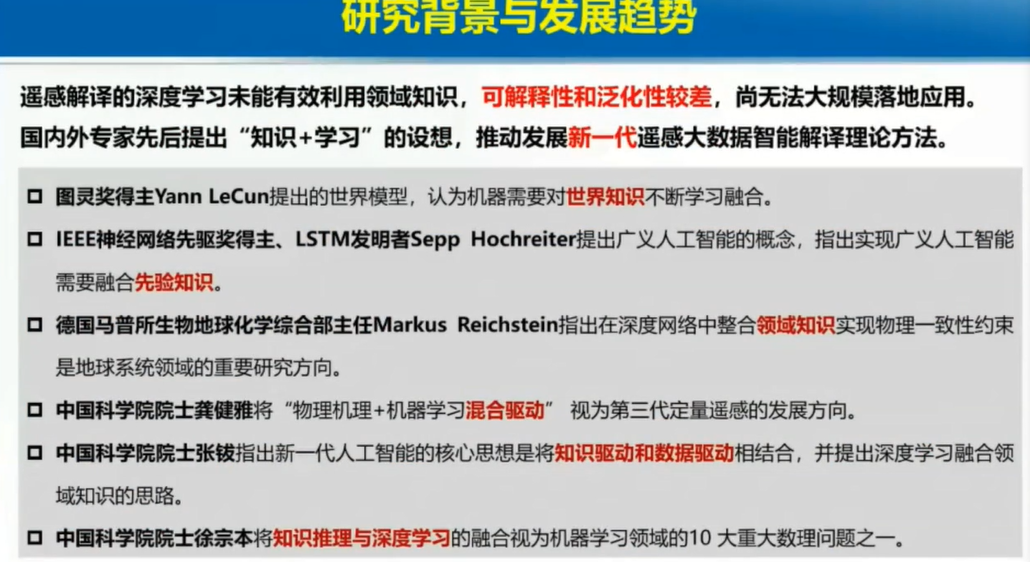 研究背景与发展趋势
遥感解译的深度学习未能有效利用领域知识，可解释性和泛化性较差，尚无法大规模落地应用。
国内外专家先后提出“知识+学习”的设想，推动发展新一代遥感大数据智能解译理论方法。
图灵奖得主Yann LeCun提出的世界模型，认为机器需要对世界知识不断学习融合。
IEEE神经网络先驱奖得主、LSTM发明者Sepp Hochreiter提出广义人工智能的概念，指出实现广义人工智能
需要融合先验知识。
德国马普所生物地球化学综合部主任Markus Reichstein指出在深度网络中整合领域知识实现物理一致性约束
是地球系统领域的重要研究方向。
中国科学院院士龚健雅将“物理机理+机器学习混合驱动” 视为第三代定量遥感的发展方向。
中国科学院院士张钹指出新一代人工智能的核心思想是将知识驱动和数据驱动相结合，并提出深度学习融合领
域知识的思路。
中国科学院院士徐宗本将知识推理与深度学习的融合视为机器学习领域的10 大重大数理问题之一。